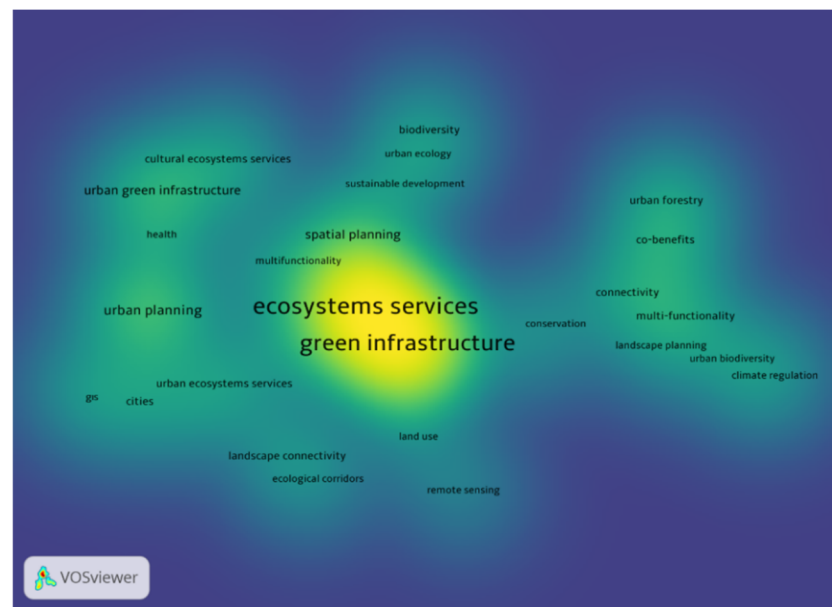 biodiversity
urban ecology
cultural ecosystems services
sustainable development
urban green infrastructure
urban forestry
health
spatial planning
co-benefits
multifunctionality
connectivity
ecosystems services
urban planning
multi-functionality
conservation
green infrastructure
landscape planning
urban biodiversity
climate regulation
urban ecosystems services
gis
cities
land use
landscape connectivity
ecological corridors
remote sensing
VOSviewer